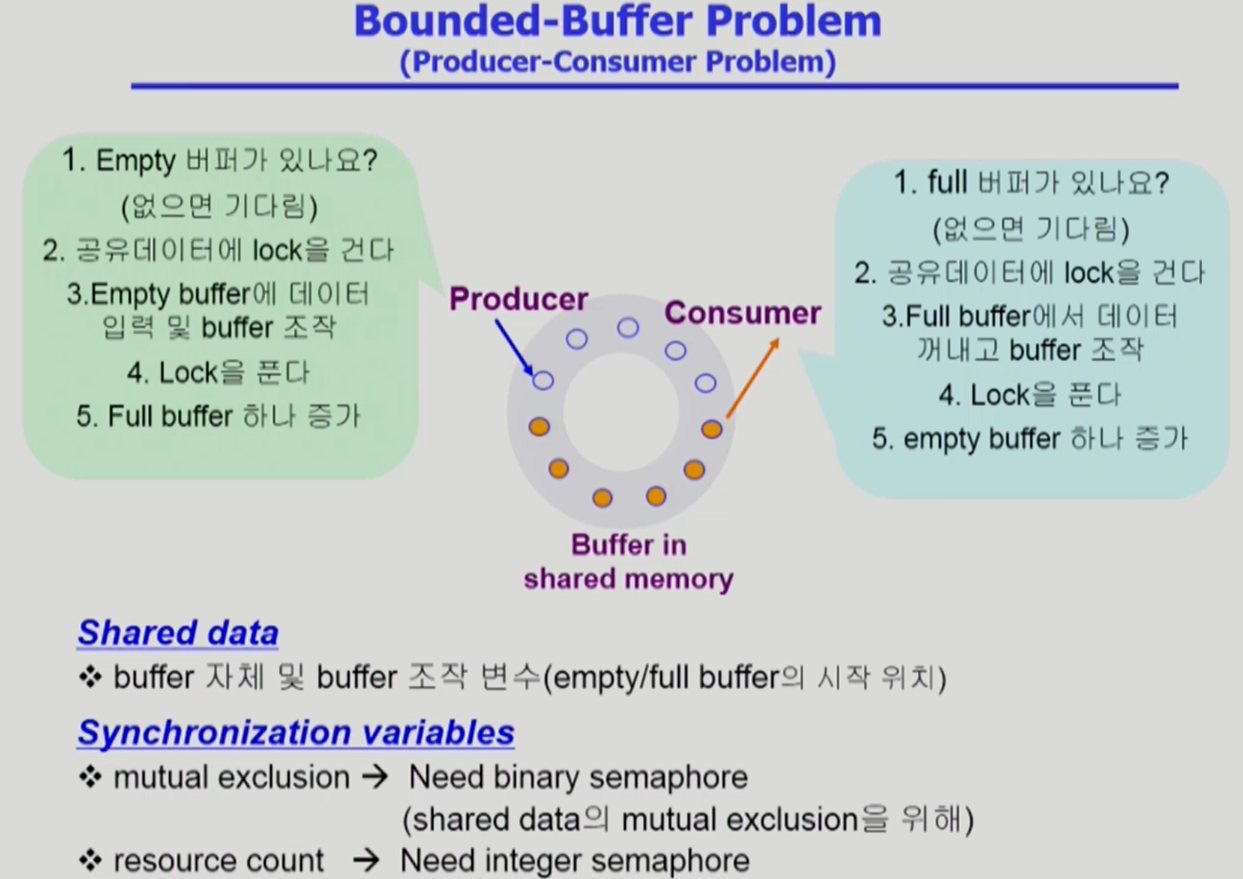 Bounded-Buffer Problem
(Producer-Consumer Problem)
1. Empty 버퍼가 있나요?
(없으면 기다림)
2. 공유데이터에 lock을 건다
3.Empty buffer에 데이터
입력 및 buffer 조작
4. Lock을 푼다
5. Full buffer 하나 증가
Producer
Consumer
Buffer in
shared memory
1. full 버퍼가 있나요?
(없으면 기다림)
2. 공유데이터에 lock을 건다
3.Full buffer에서 데이터
꺼내고 buffer 조작
4. Lock을 푼다
5. empty buffer 하나 증가
Shared data
❖ buffer 자체 및 buffer 조작 변수(empty/full buffer의 시작 위치)
Synchronization variables
❖ mutual exclusion → Need binary semaphore
(shared data의 mutual exclusion을 위해)
❖ resource count → Need integer semaphore